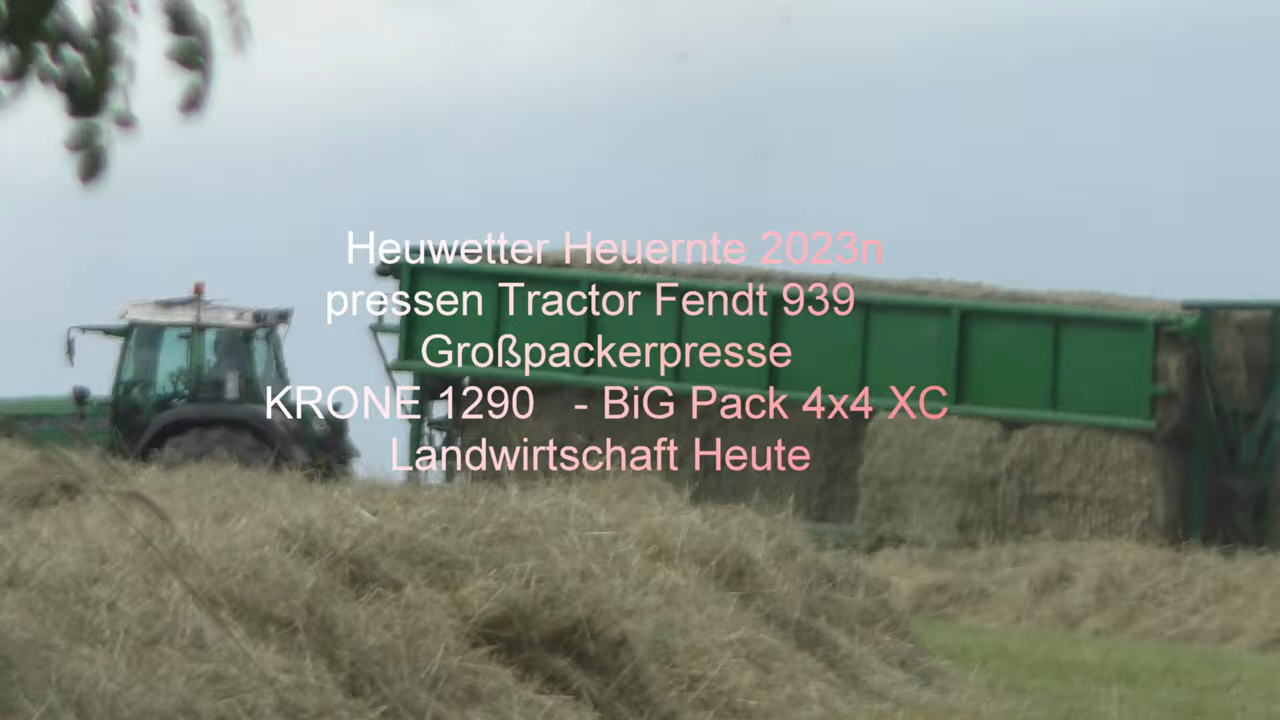 Heuwetter Heuernte 2023n
pressen Tractor Fendt 939
Großpackerpresse
KRONE 1290 - BiG Pack 4x4 XC
Landwirtschaft Heute